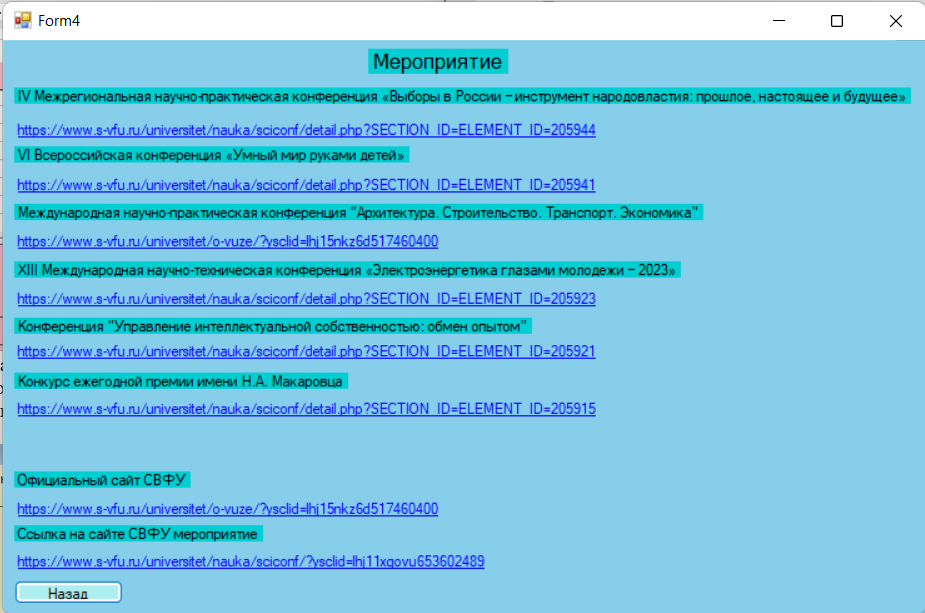 Form4
Мероприятие
IV Межрегиональная научно-практическая конференция «Выборы в России – инструмент народовластия: прошлое, настоящее и будущее»
https://www.s-vfu.ru/universitet/nauka/sciconf/detail.php?SECTION_ID=ELEMENT_ID=205944
VI Всероссийская конференция «Умный мир руками детей»
https://www.s-vfu.ru/universitet/nauka/sciconf/detail.php?SECTION_ID=ELEMENT_ID=205941
Международная научно-практическая конференция "Архитектура. Строительство. Транспорт. Экономика"
https://www.s-vfu.ru/universitet/o-vuze/?ysclid=lhj15nkz6d517460400
XIII Международная научно-техническая конференция «Электроэнергетика глазами молодежи – 2023»
https://www.s-vfu.ru/universitet/nauka/sciconf/detail.php?SECTION_ID=ELEMENT_ID=205923
Конференция "Управление интеллектуальной собственностью: обмен опытом"
https://www.s-vfu.ru/universitet/nauka/sciconf/detail.php?SECTION_ID=ELEMENT_ID=205921
Конкурс ежегодной премии имени Н.А. Макаровца
https://www.s-vfu.ru/universitet/nauka/sciconf/detail.php?SECTION_ID=ELEMENT_ID=205915
Официальный сайт СВФУ
https://www.s-vfu.ru/universitet/o-vuze/?ysclid=lhj15nkz6d517460400
Ссылка на сайте СВФУ мероприятие
https://www.s-vfu.ru/universitet/nauka/sciconf/?ysclid=lhj11xqovu653602489
Назад